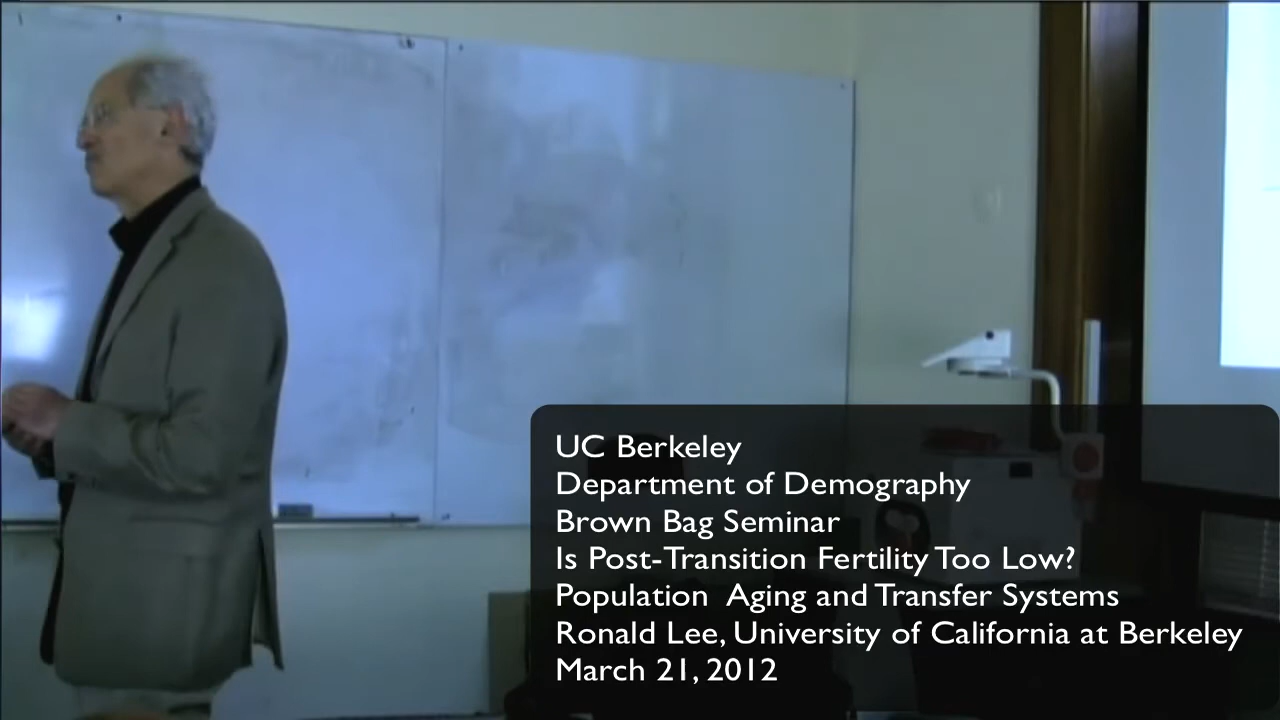 UC Berkeley
Department of Demography
Brown Bag Seminar
Is Post-Transition Fertility Too Low?
Population  Aging and Transfer Systems
Ronald Lee, University of California at Berkeley
March 21, 2012